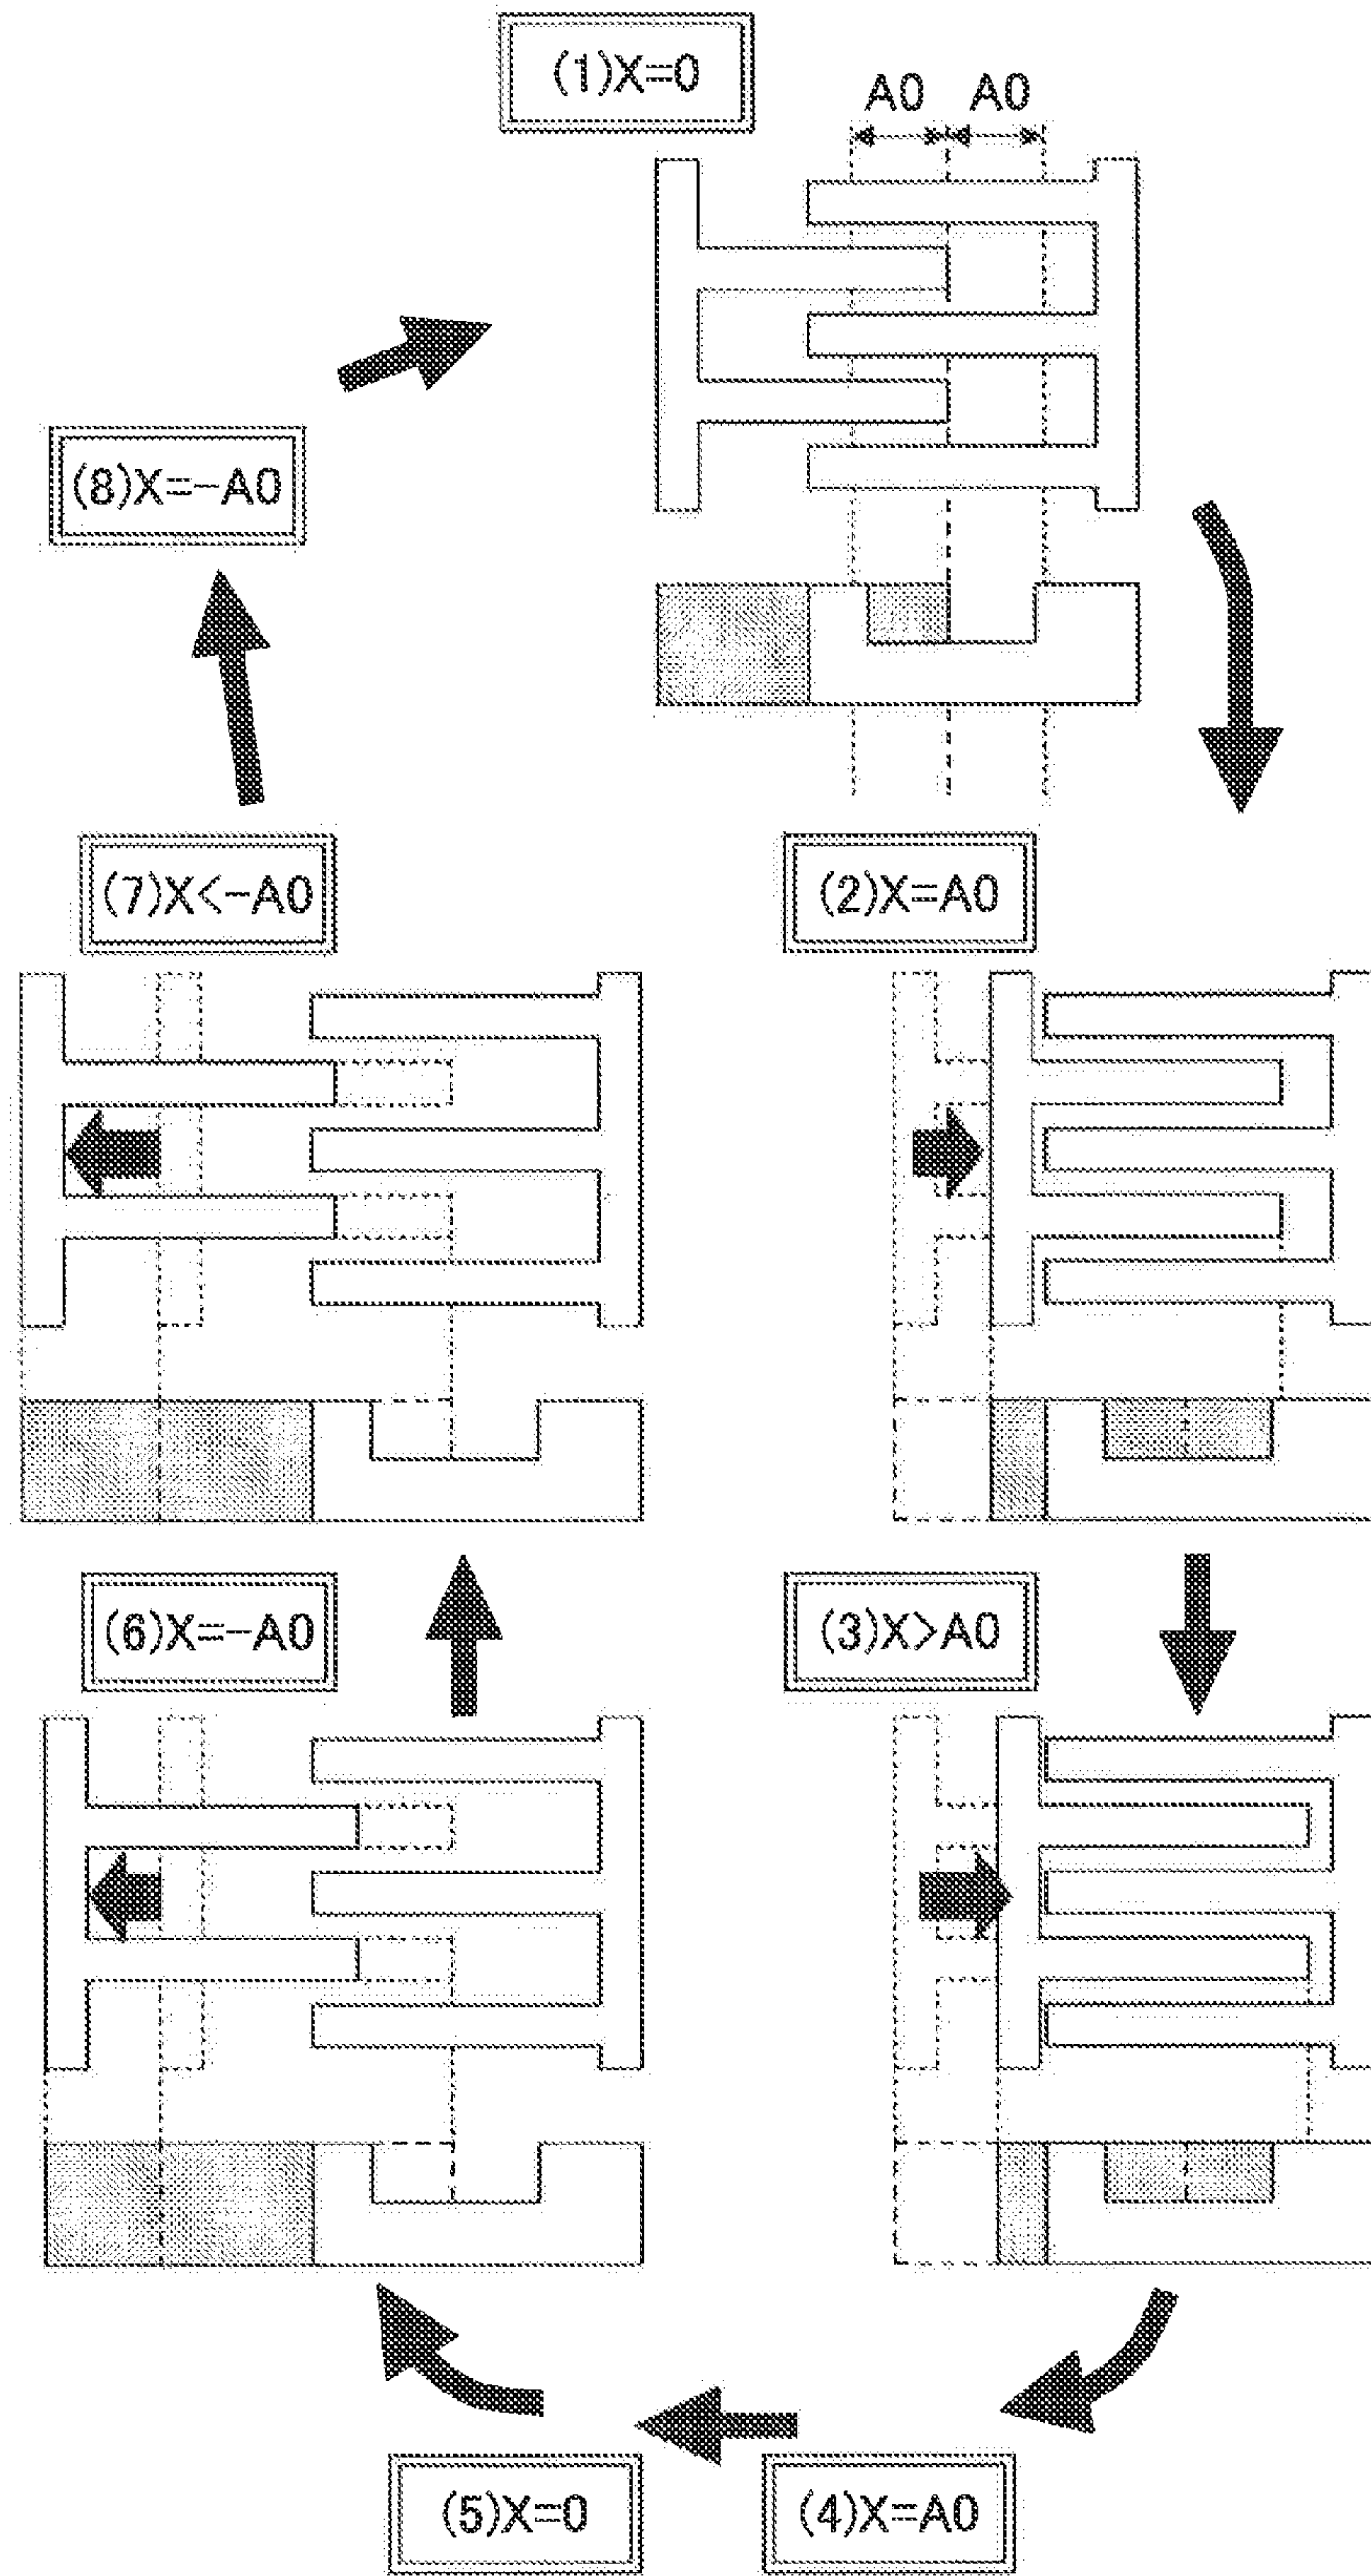 (1)X=0
A0 A0
(8)X=-A0
(7)X<-A0
(2)X=A0
(6)X=-A0
(3)X>A0
(5)X=0
(4)X=A0